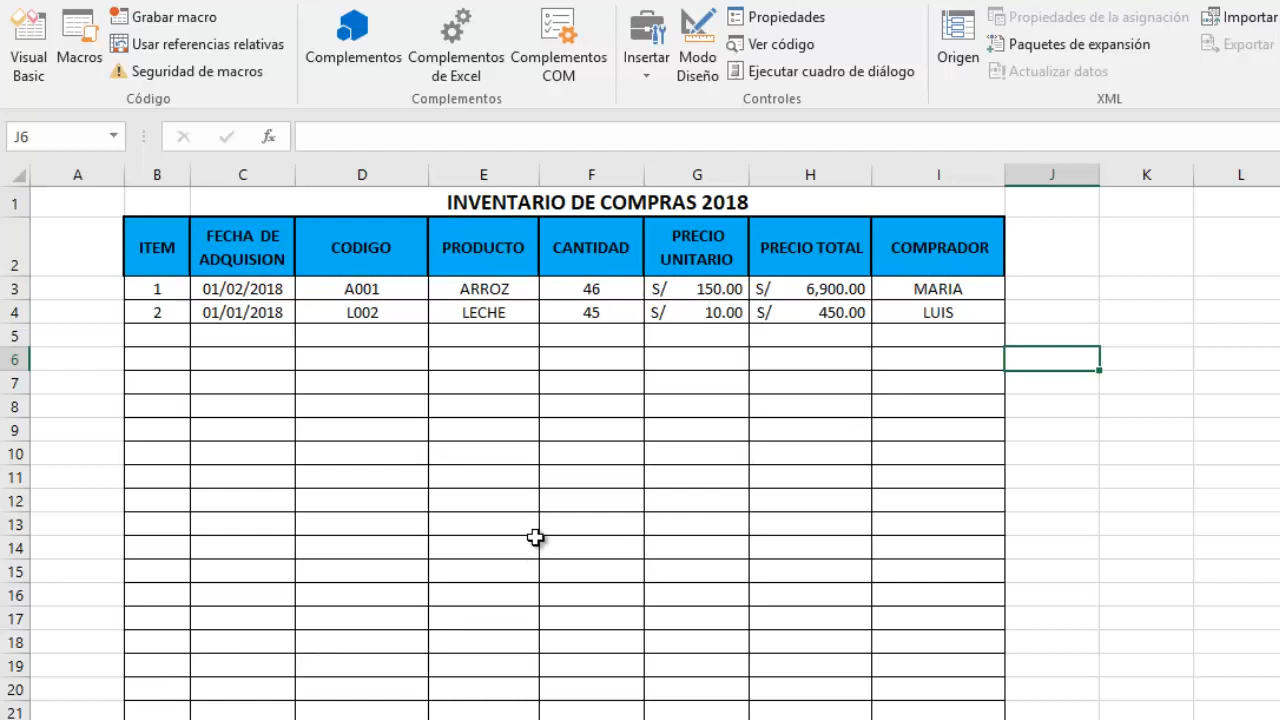 Visual Basic
Macros
Grabar macro
Usar referencias relativas
Seguridad de macros
Código
Complementos
Complementos de Excel
Complementos COM
Complementos
Insertar
Modo Diseño
Propiedades
Ver código
Ejecutar cuadro de diálogo
Controles
Origen
Propiedades de la asignación
Paquetes de expansión
Actualizar datos
Importar
Exportar
XML
J6
fx
A B C D E F G H I J K L
1 INVENTARIO DE COMPRAS 2018
2 ITEM FECHA DE ADQUISION CODIGO PRODUCTO CANTIDAD PRECIO UNITARIO PRECIO TOTAL COMPRADOR
3 1 01/02/2018 A001 ARROZ 46 S/ 150.00 S/ 6,900.00 MARIA
4 2 01/01/2018 L002 LECHE 45 S/ 10.00 S/ 450.00 LUIS
5
6
7
8
9
10
11
12
13
14
15
16
17
18
19
20
21